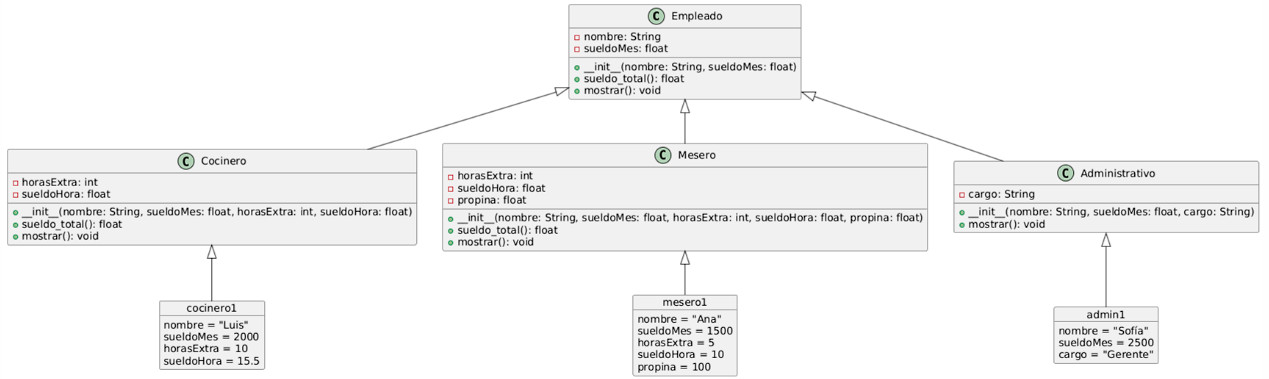 C Empleado
nombre: String
sueldoMes: float
__init__(nombre: String, sueldoMes: float)
sueldo_total(): float
mostrar(): void
C Cocinero
horasExtra: int
sueldoHora: float
__init__(nombre: String, sueldoMes: float, horasExtra: int, sueldoHora: float)
sueldo_total(): float
mostrar(): void
C Mesero
horasExtra: int
sueldoHora: float
propina: float
__init__(nombre: String, sueldoMes: float, horasExtra: int, sueldoHora: float, propina: float)
sueldo_total(): float
mostrar(): void
C Administrativo
cargo: String
__init__(nombre: String, sueldoMes: float, cargo: String)
mostrar(): void
cocinero1
nombre = "Luis"
sueldoMes = 2000
horasExtra = 10
sueldoHora = 15.5
mesero1
nombre = "Ana"
sueldoMes = 1500
horasExtra = 5
sueldoHora = 10
propina = 100
admin1
nombre = "Sofía"
sueldoMes = 2500
cargo = "Gerente"